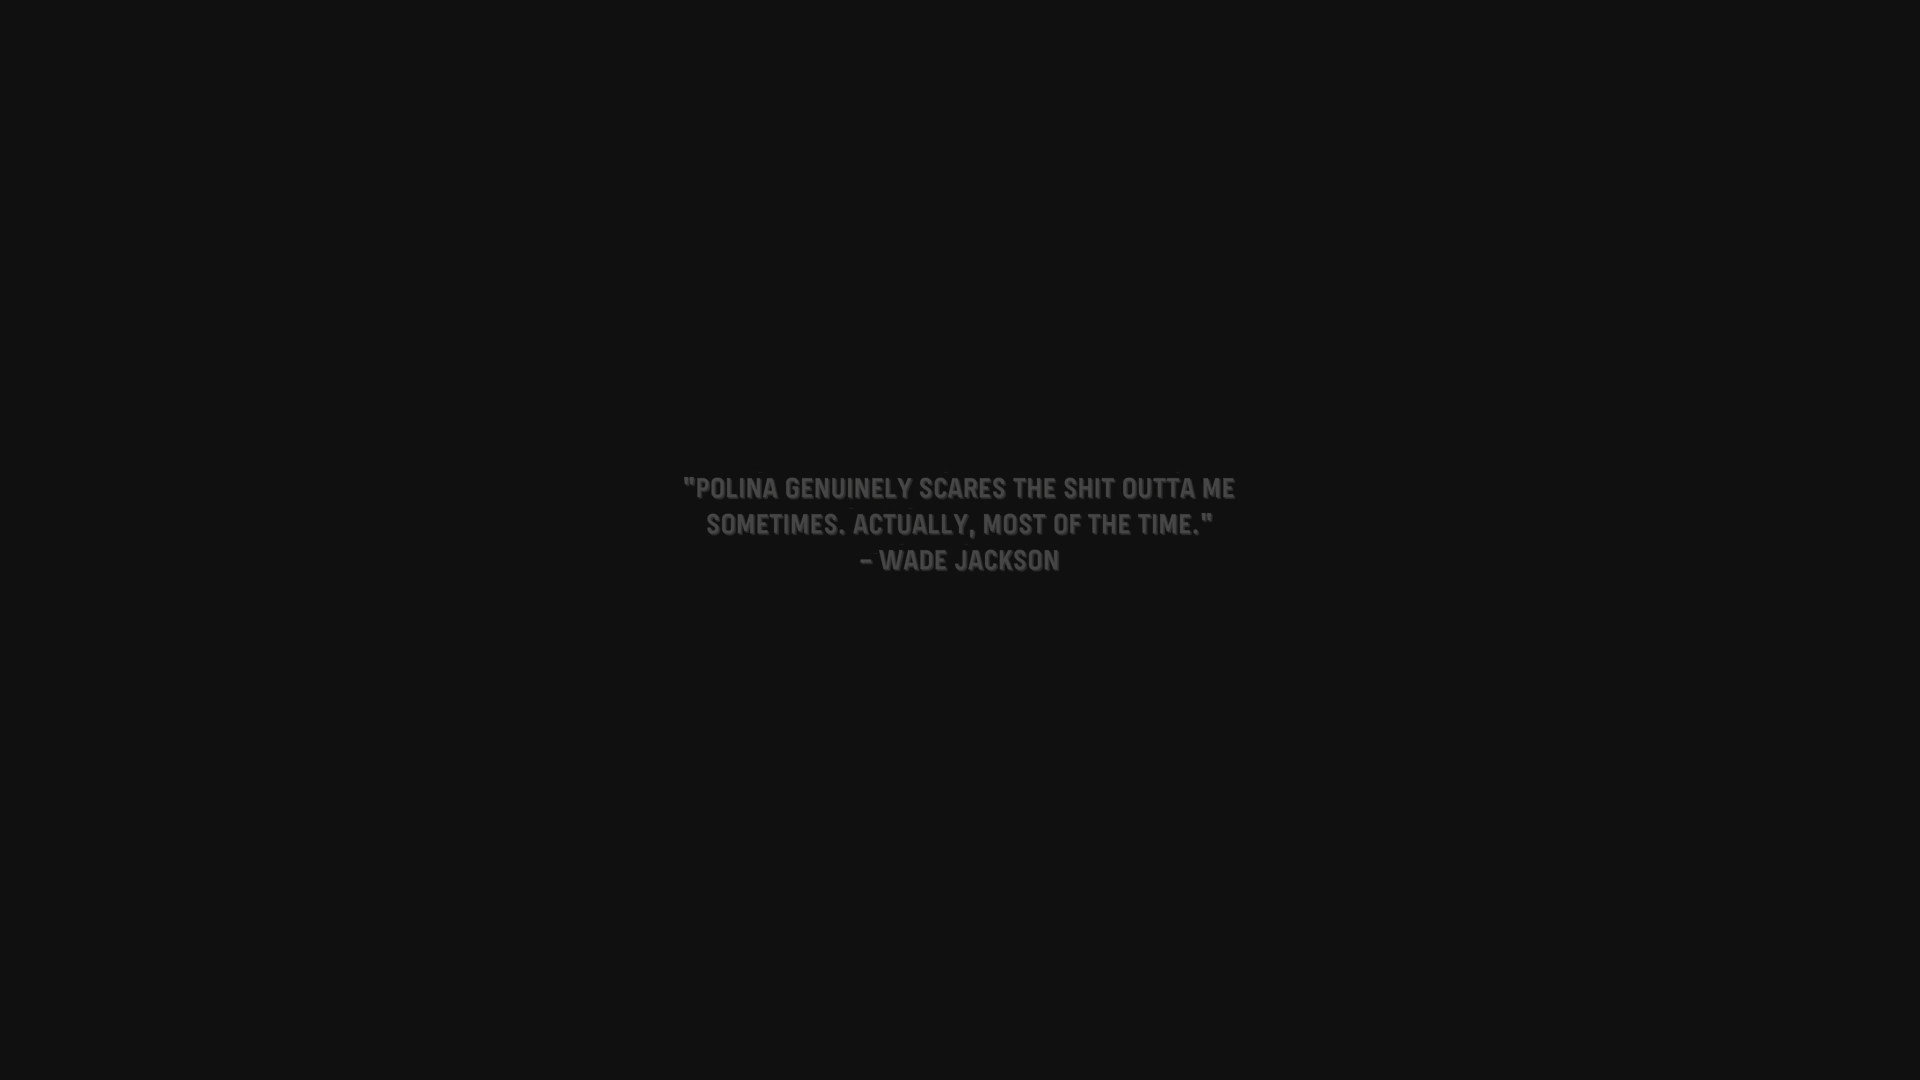 "POLINA GENUINELY SCARES THE SHIT OUTTA ME
SOMETIMES. ACTUALLY, MOST OF THE TIME."
– WADE JACKSON